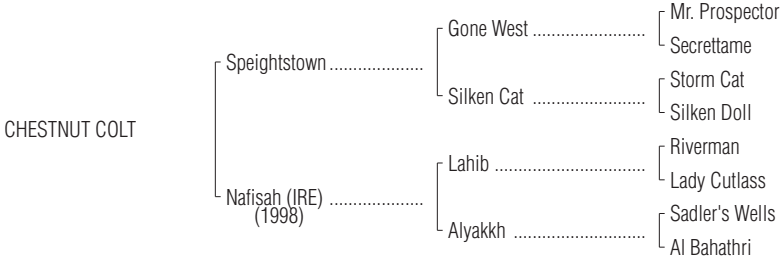 Mr. Prospector
Gone West ........................
Secrettame
Speightstown ....................
Storm Cat
Silken Cat ........................
Silken Doll
CHESTNUT COLT
Riverman
Lahib ................................
Lady Cutlass
Nafisah (IRE) ....................
(1998)
Sadler's Wells
Alyakkh ............................
Al Bahathri